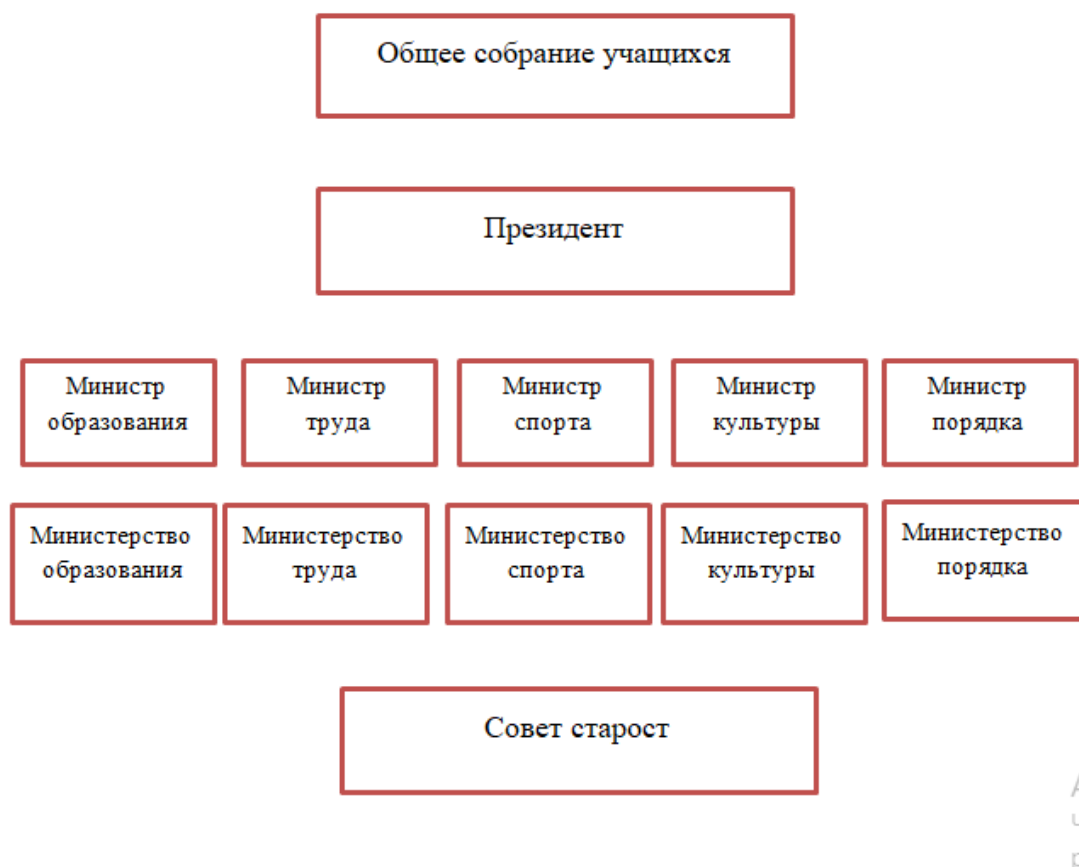 Общее собрание учащихся
Президент
Министр
образования
Министр
труда
Министр
спорта
Министр
культуры
Министр
порядка
Министерство
образования
Министерство
труда
Министерство
спорта
Министерство
культуры
Министерство
порядка
Совет старост